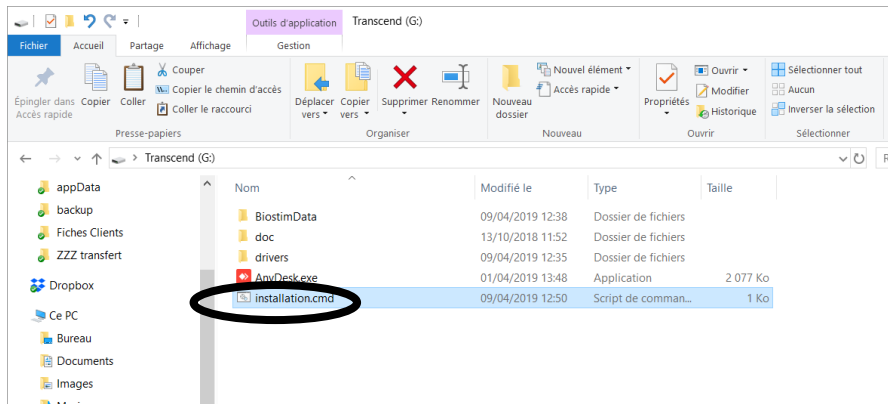 Outils d'application Transcend (G:)
Fichier Accueil Partage Affichage Gestion
Épingler dans Accès rapide
Copier
Coller
Couper
Copier le chemin d'accès
Coller le raccourci
Presse-papiers
Déplacer vers
Copier vers
Supprimer
Renommer
Organiser
Nouveau dossier
Nouvel élément
Accès rapide
Nouveau
Propriétés
Ouvrir
Modifier
Historique
Ouvrir
Sélectionner tout
Aucun
Inverser la sélection
Sélectionner
Transcend (G:)
appData
backup
Fiches Clients
ZZZ transfert
Dropbox
Ce PC
Bureau
Documents
Images
Nom Modifié le Type Taille
BiostimData 09/04/2019 12:38 Dossier de fichiers
doc 13/10/2018 11:52 Dossier de fichiers
drivers 09/04/2019 12:35 Dossier de fichiers
AnyDesk.exe 01/04/2019 13:48 Application 2 077 Ko
installation.cmd 09/04/2019 12:50 Script de comman... 1 Ko